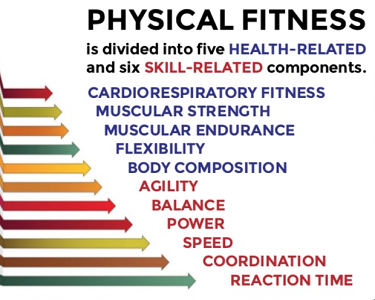 PHYSICAL FITNESS
is divided into five HEALTH-RELATED
and six SKILL-RELATED components.
CARDIORESPIRATORY FITNESS
MUSCULAR STRENGTH
MUSCULAR ENDURANCE
FLEXIBILITY
BODY COMPOSITION
AGILITY
BALANCE
POWER
SPEED
COORDINATION
REACTION TIME